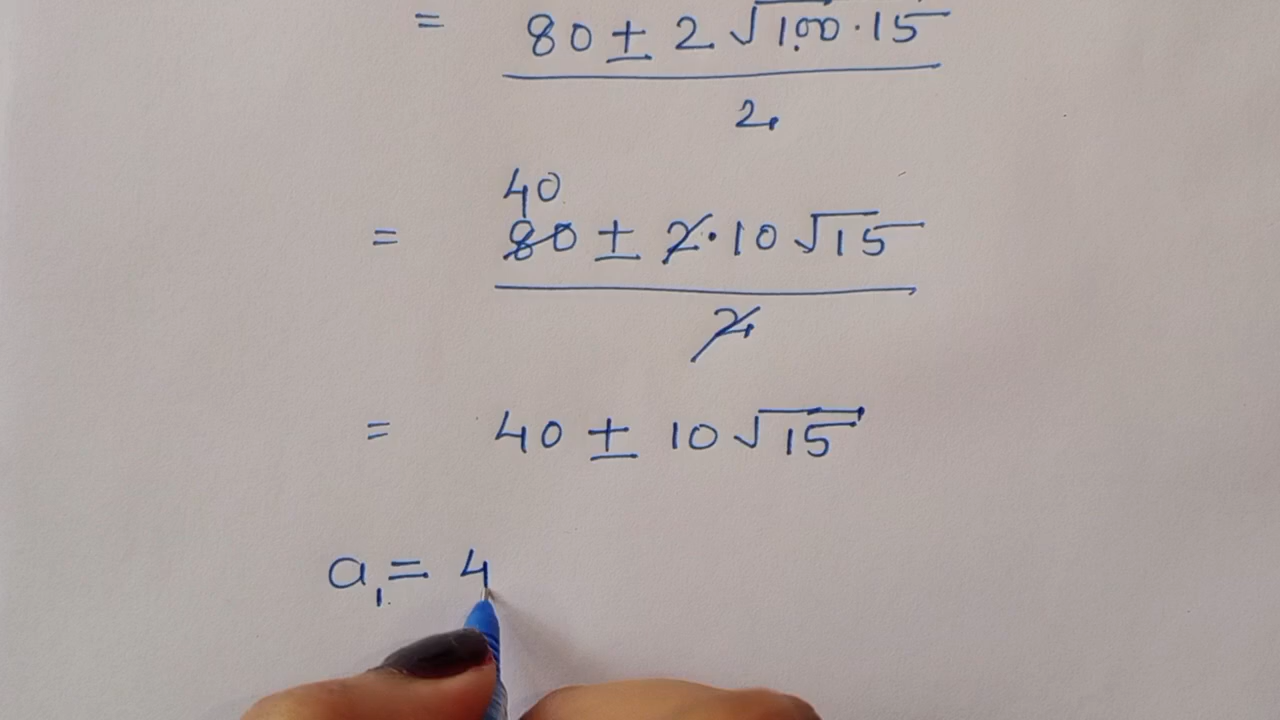 = 80 ± 2 √100·15
2
40
= 80 ± 2·10 √15
2
= 40 ± 10 √15
a₁ = 4